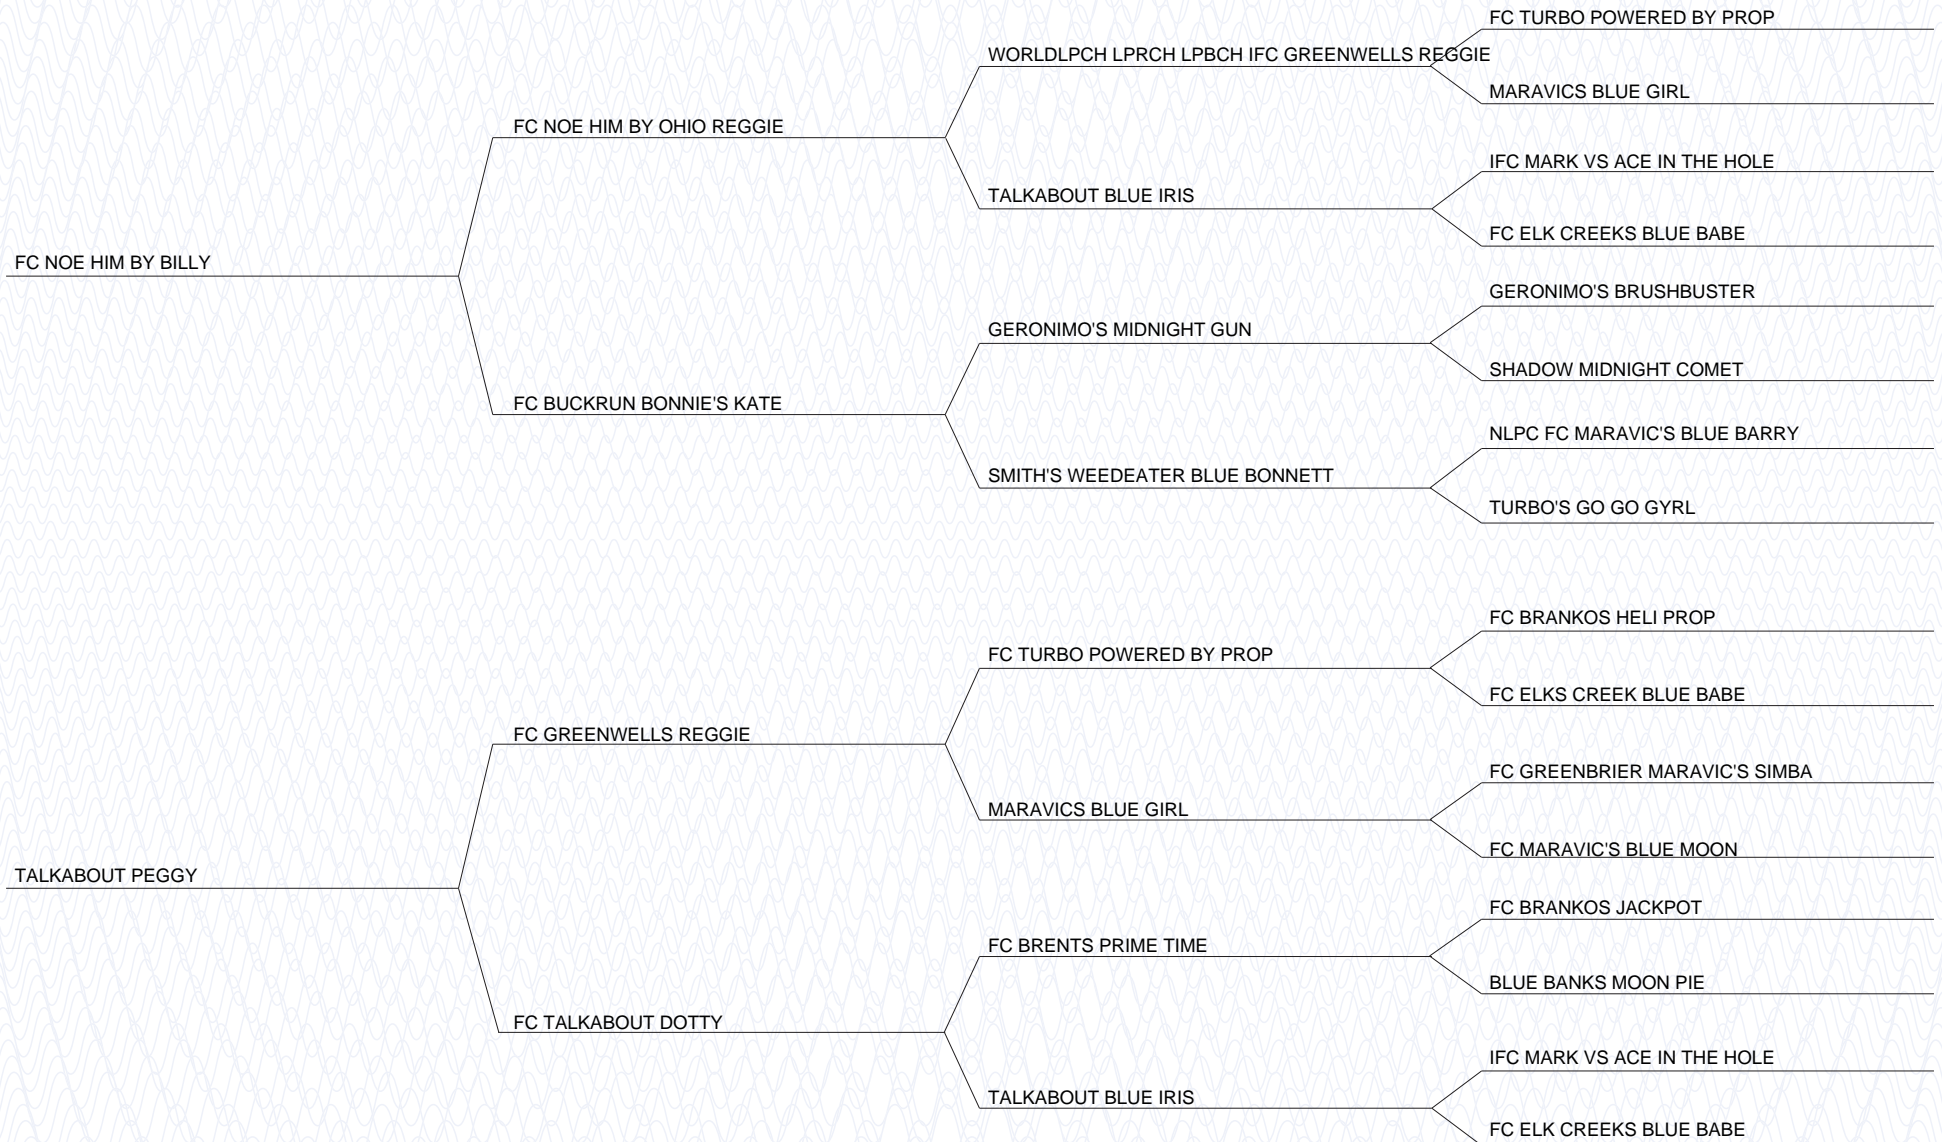 FC TURBO POWERED BY PROP
WORLDLPCH LPRCH LPBCH IFC GREENWELLS REGGIE
MARAVICS BLUE GIRL
FC NOE HIM BY OHIO REGGIE
IFC MARK VS ACE IN THE HOLE
TALKABOUT BLUE IRIS
FC ELK CREEKS BLUE BABE
FC NOE HIM BY BILLY
GERONIMO'S BRUSHBUSTER
GERONIMO'S MIDNIGHT GUN
SHADOW MIDNIGHT COMET
FC BUCKRUN BONNIE'S KATE
NLPC FC MARAVIC'S BLUE BARRY
SMITH'S WEEDEATER BLUE BONNETT
TURBO'S GO GO GYRL
FC BRANKOS HELI PROP
FC TURBO POWERED BY PROP
FC ELKS CREEK BLUE BABE
FC GREENWELLS REGGIE
FC GREENBRIER MARAVIC'S SIMBA
MARAVICS BLUE GIRL
FC MARAVIC'S BLUE MOON
TALKABOUT PEGGY
FC BRANKOS JACKPOT
FC BRENTS PRIME TIME
BLUE BANKS MOON PIE
FC TALKABOUT DOTTY
IFC MARK VS ACE IN THE HOLE
TALKABOUT BLUE IRIS
FC ELK CREEKS BLUE BABE